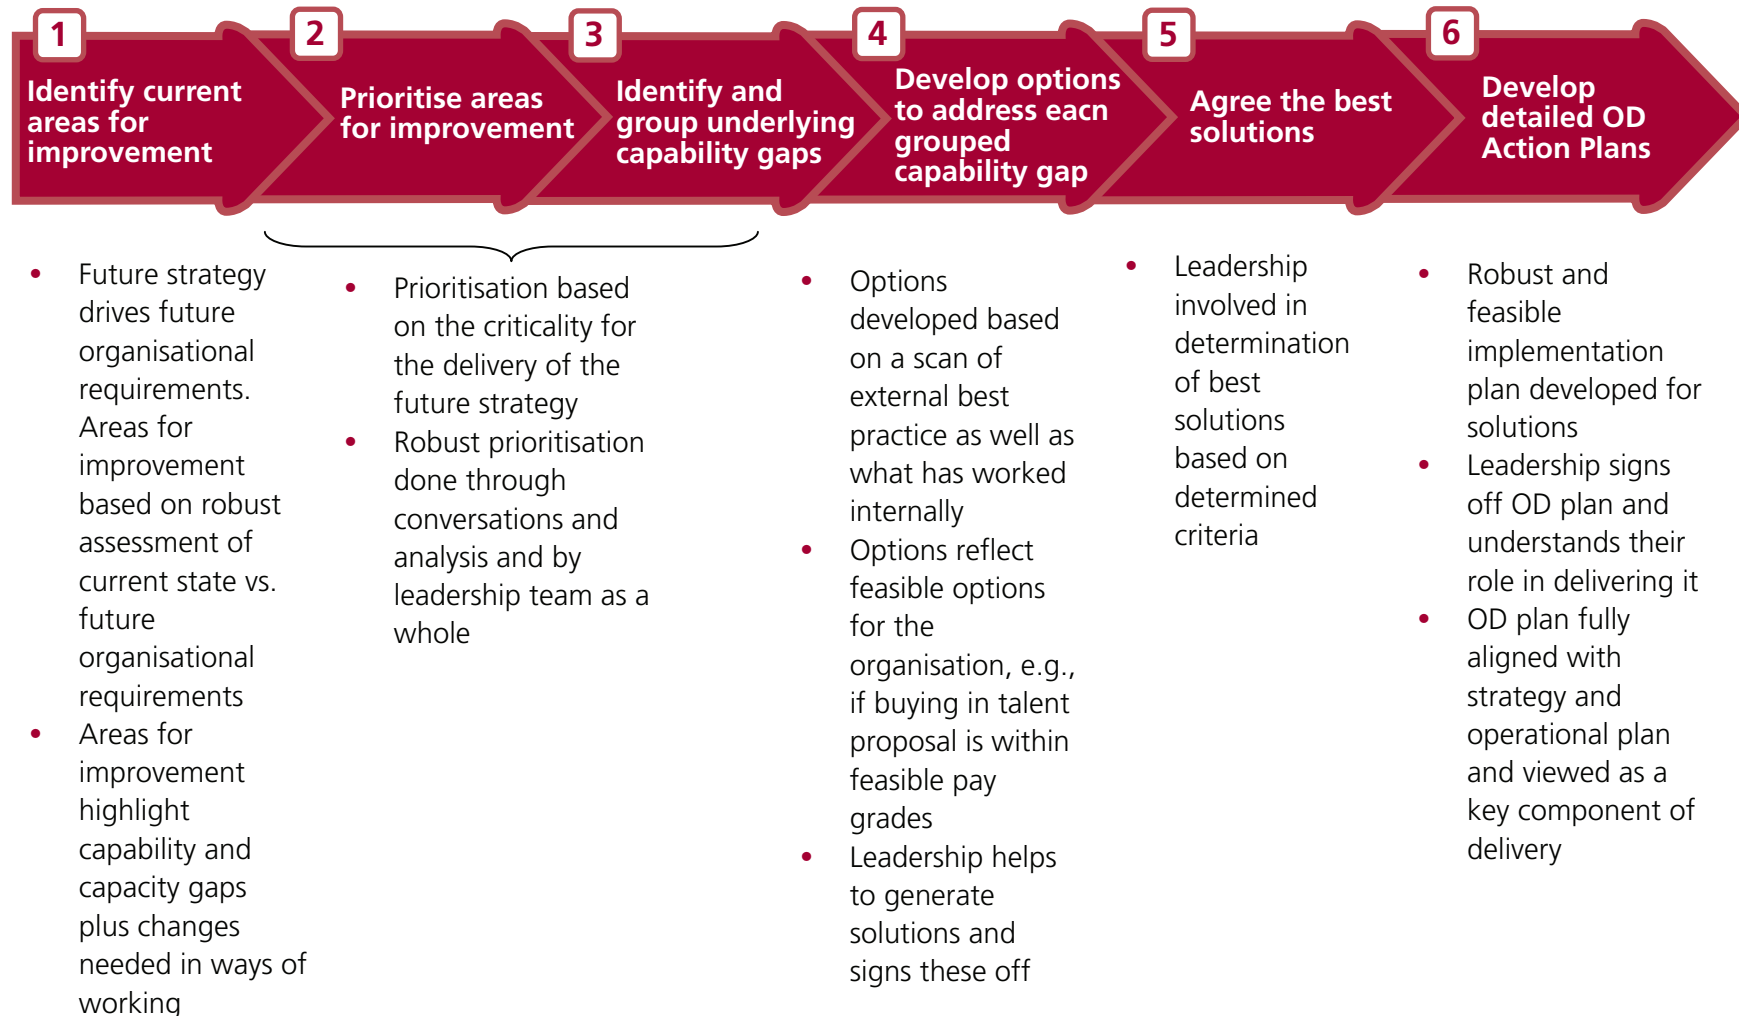 1
Identify current
areas for
improvement
2
Prioritise areas
for improvement
3
Identify and
group underlying
capability gaps
4
Develop options
to address eacn
grouped
capability gap
5
Agree the best
solutions
6
Develop
detailed OD
Action Plans
• Future strategy
drives future
organisational
requirements.
Areas for
improvement
based on robust
assessment of
current state vs.
future
organisational
requirements
• Areas for
improvement
highlight
capability and
capacity gaps
plus changes
needed in ways of
working
• Prioritisation based
on the criticality for
the delivery of the
future strategy
• Robust prioritisation
done through
conversations and
analysis and by
leadership team as a
whole
• Options
developed based
on a scan of
external best
practice as well as
what has worked
internally
• Options reflect
feasible options
for the
organisation, e.g.,
if buying in talent
proposal is within
feasible pay
grades
• Leadership helps
to generate
solutions and
signs these off
• Leadership
involved in
determination
of best
solutions
based on
determined
criteria
• Robust and
feasible
implementation
plan developed for
solutions
• Leadership signs
off OD plan and
understands their
role in delivering it
• OD plan fully
aligned with
strategy and
operational plan
and viewed as a
key component of
delivery